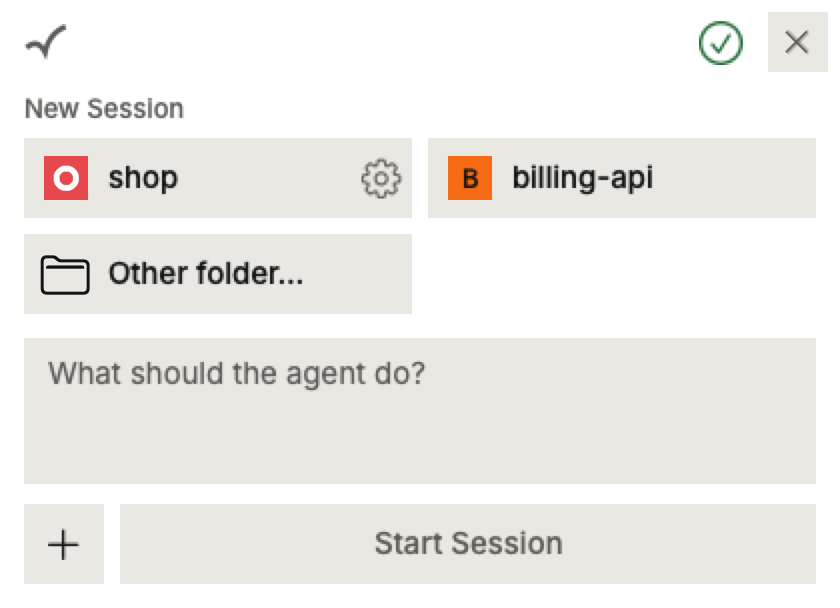 New Session
shop
B billing-api
Other folder...
What should the agent do?
Start Session